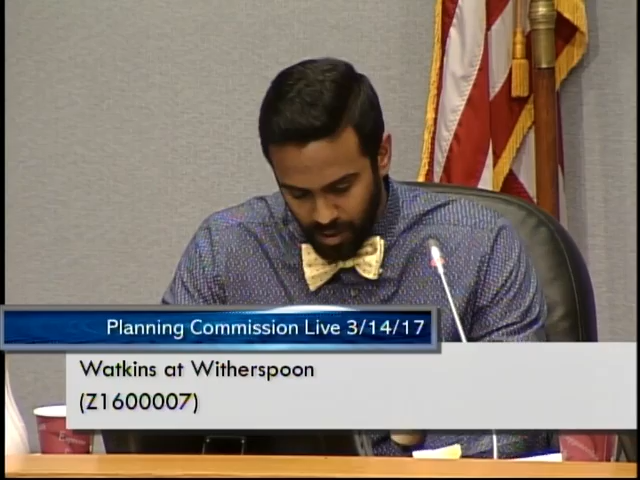 Planning Commission Live 3/14/17
Watkins at Witherspoon
(Z1600007)